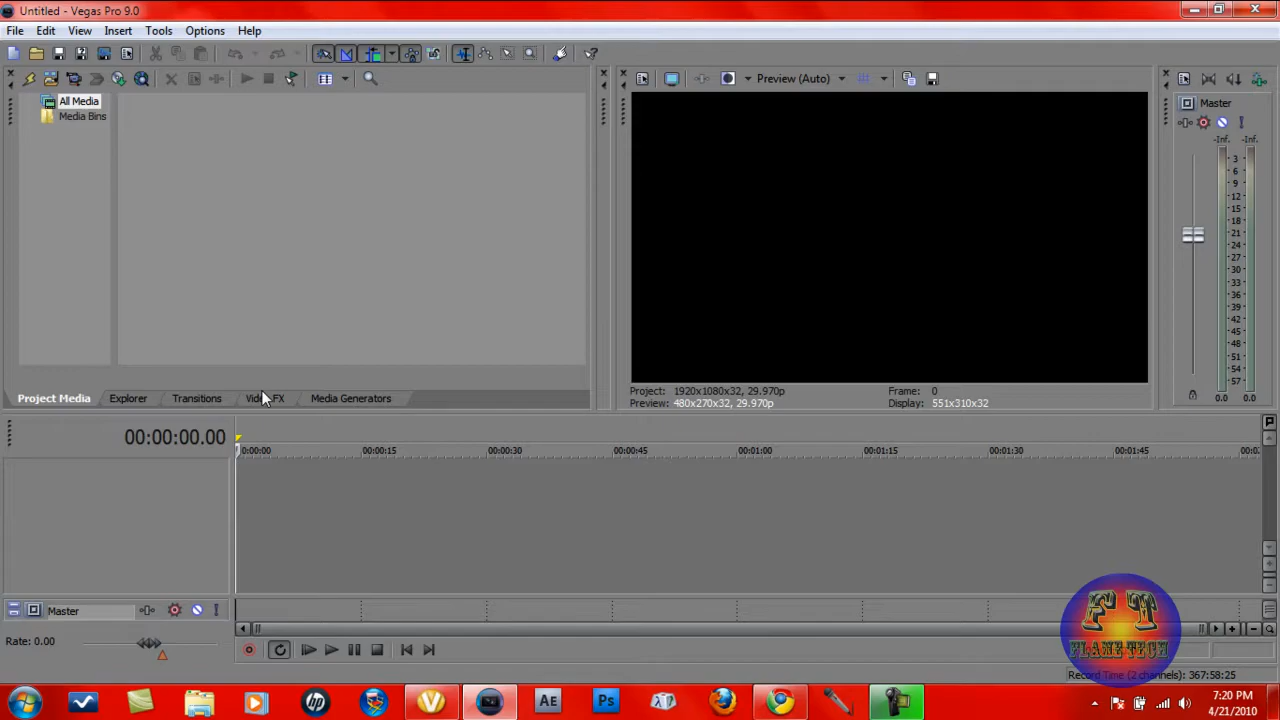 Untitled - Vegas Pro 9.0
File Edit View Insert Tools Options Help
Preview (Auto)
All Media
Media Bins
Master
-Inf. -Inf.
3
6
9
12
15
18
21
24
27
30
33
36
39
42
45
48
51
54
57
0.0 0.0
Project: 1920x1080x32, 29.970p Frame: 0
Preview: 480x270x32, 29.970p Display: 551x310x32
Project Media Explorer Transitions Video FX Media Generators
00:00:00.00
00:00:00 00:00:15 00:00:30 00:00:45 00:01:00 00:01:15 00:01:30 00:01:45
Master
Rate: 0.00
FT
PLANE TECH
Record Time (2 channels): 367:58:25
hp AE Ps
7:20 PM
4/21/2010